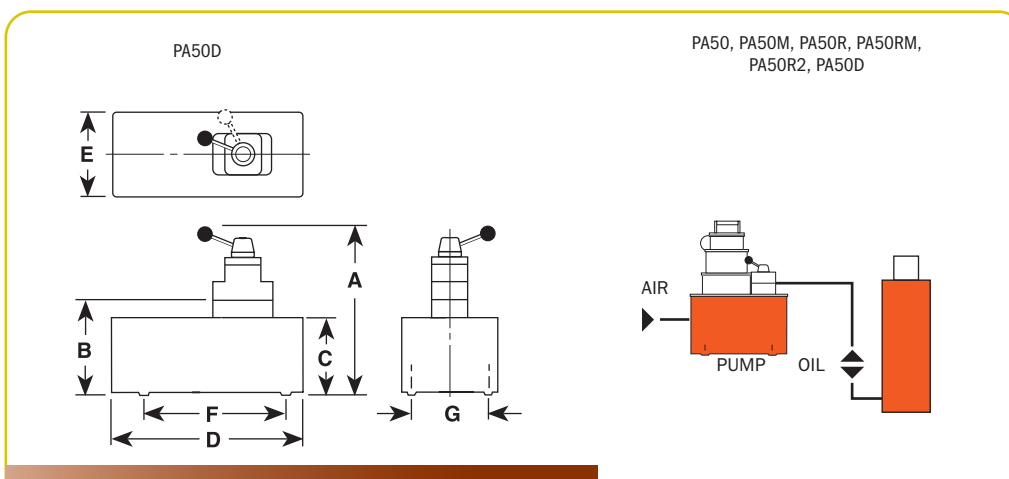 PA50D
PA50, PA50M, PA50R, PA50RM,
PA50R2, PA50D
E
A
B
C
F
G
D
AIR
PUMP
OIL